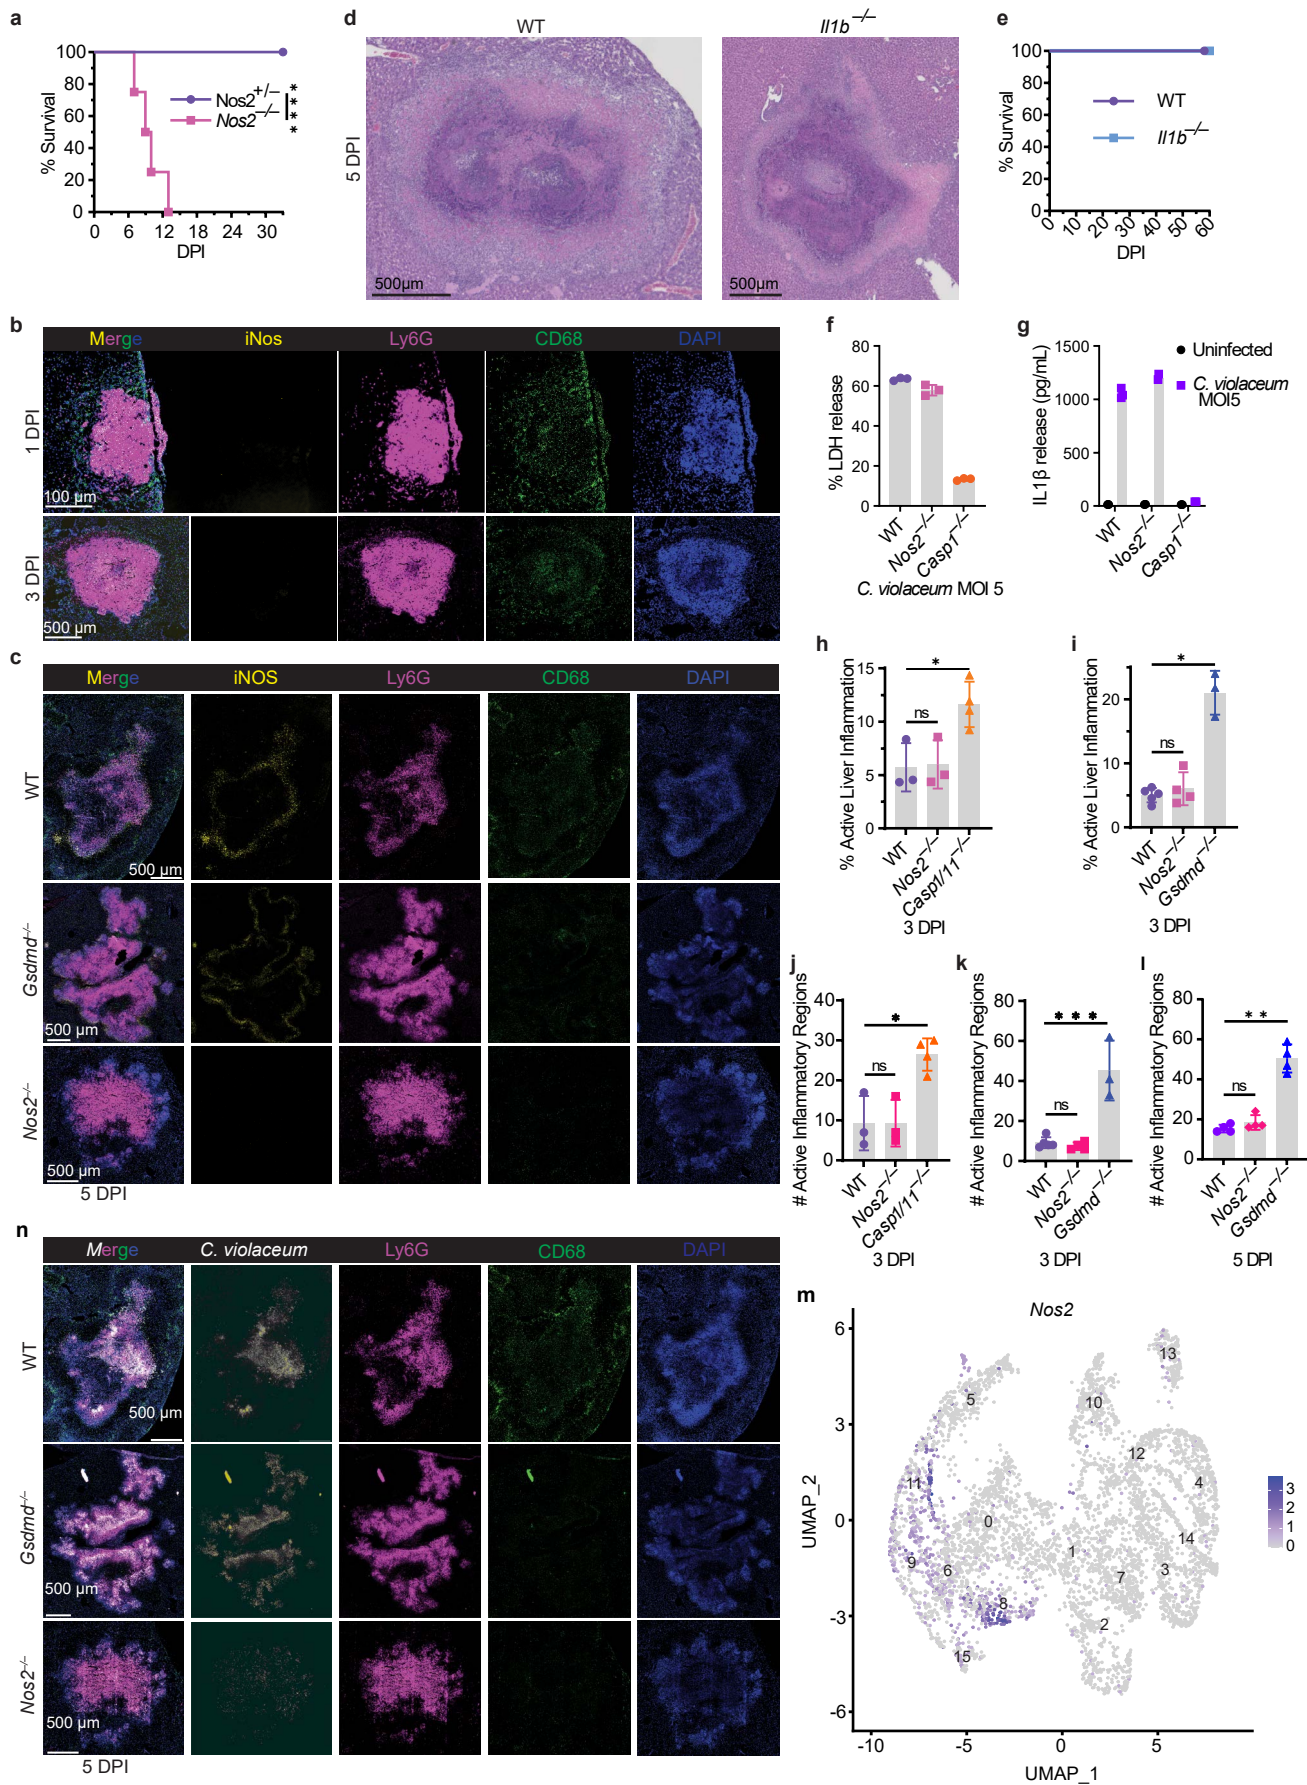 a
100
80
60
40
20
0
% Survival
0 6 12 18 24 30
DPI
Nos2+/–
Nos2–/–
****
d
WT
Il1b–/–
5 DPI
500µm
500µm
e
100
80
60
40
20
0
% Survival
0 10 20 30 40 50 60
DPI
WT
Il1b–/–
b
Merge iNos Ly6G CD68 DAPI
1 DPI
100 µm
3 DPI
500 µm
f
80
60
40
20
0
% LDH release
WT
Nos2–/–
Casp1–/–
C. violaceum MOI 5
g
Uninfected
C. violaceum
MOI5
1500
1000
500
0
IL1β release (pg/mL)
WT
Nos2–/–
Casp1–/–
c
Merge iNOS Ly6G CD68 DAPI
WT
500 µm
Gsdmd–/–
500 µm
Nos2–/–
500 µm
5 DPI
h
15
10
5
0
% Active Liver Inflammation
*
ns
WT
Nos2–/–
Casp1/11–/–
3 DPI
i
20
10
0
% Active Liver Inflammation
*
ns
WT
Nos2–/–
Gsdmd–/–
3 DPI
j
40
30
20
10
0
# Active Inflammatory Regions
*
ns
WT
Nos2–/–
Casp1/11–/–
3 DPI
k
80
60
40
20
0
# Active Inflammatory Regions
***
ns
WT
Nos2–/–
Gsdmd–/–
3 DPI
l
80
60
40
20
0
# Active Inflammatory Regions
**
ns
WT
Nos2–/–
Gsdmd–/–
5 DPI
n
Merge C. violaceum Ly6G CD68 DAPI
WT
500 µm
Gsdmd–/–
500 µm
Nos2–/–
500 µm
5 DPI
m
Nos2
6
3
0
-3
-6
UMAP_2
13
5
10
12
11
4
0
14
1
9
6
3
7
8
2
15
3
2
1
0
-10 -5 0 5
UMAP_1